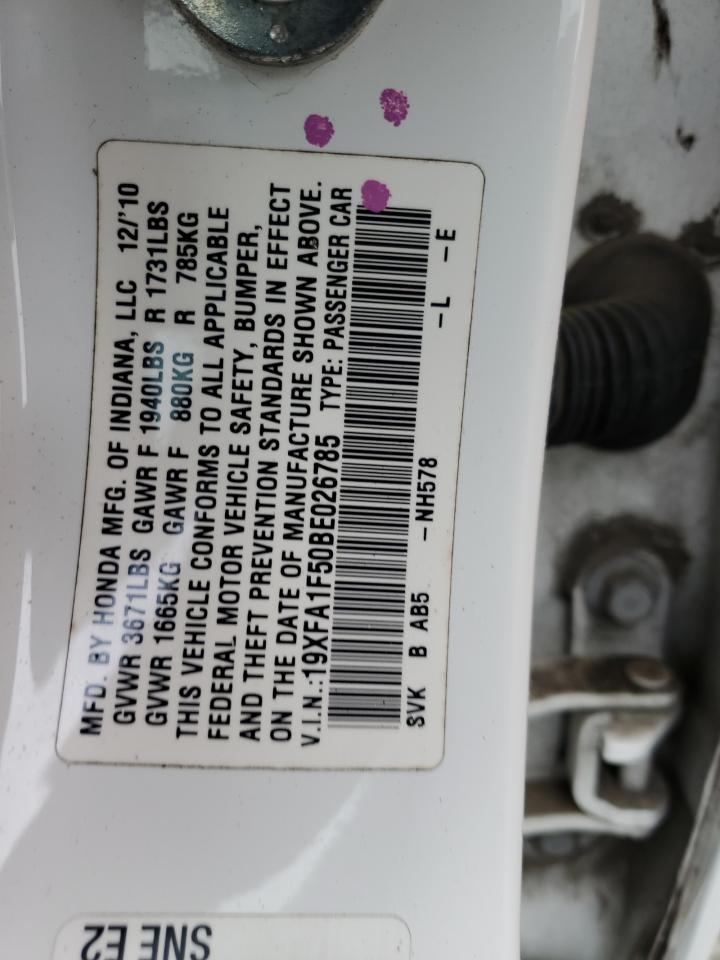 MFD. BY HONDA MFG. OF INDIANA, LLC 12/'10
GVWR 3671LBS GAWR F 1940LBS R 1731LBS
GVWR 1665KG GAWR F 880KG R 785KG
THIS VEHICLE CONFORMS TO ALL APPLICABLE
FEDERAL MOTOR VEHICLE SAFETY, BUMPER,
AND THEFT PREVENTION STANDARDS IN EFFECT
ON THE DATE OF MANUFACTURE SHOWN ABOVE.
V.I.N.:19XFA1F50BE026785 TYPE: PASSENGER CAR
SVK B AB5 -NH578 -L -E
SNE E2